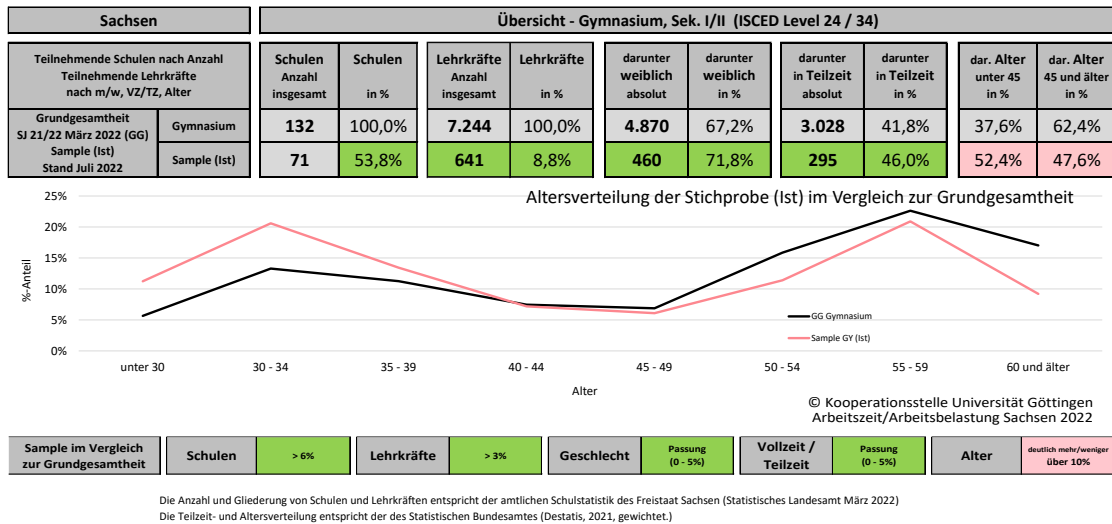 Sachsen
Übersicht - Gymnasium, Sek. I/II (ISCED Level 24 / 34)
Teilnehmende Schulen nach Anzahl
Teilnehmende Lehrkräfte
nach m/w, VZ/TZ, Alter
Schulen
Anzahl
insgesamt
Schulen
in %
Lehrkräfte
Anzahl
insgesamt
Lehrkräfte
in %
darunter
weiblich
absolut
darunter
weiblich
in %
darunter
in Teilzeit
absolut
darunter
in Teilzeit
in %
dar. Alter
unter 45
in %
dar. Alter
45 und älter
in %
Grundgesamtheit
SJ 21/22 März 2022 (GG)
Gymnasium 132 100,0% 7.244 100,0% 4.870 67,2% 3.028 41,8% 37,6% 62,4%
Sample (Ist)
Stand Juli 2022
Sample (Ist) 71 53,8% 641 8,8% 460 71,8% 295 46,0% 52,4% 47,6%
Altersverteilung der Stichprobe (Ist) im Vergleich zur Grundgesamtheit
%-Anteil
25%
20%
15%
10%
5%
0%
GG Gymnasium
Sample GY (Ist)
unter 30 30 - 34 35 - 39 40 - 44 45 - 49 50 - 54 55 - 59 60 und älter
Alter
© Kooperationsstelle Universität Göttingen
Arbeitszeit/Arbeitsbelastung Sachsen 2022
Sample im Vergleich
zur Grundgesamtheit
Schulen
> 6%
Lehrkräfte
> 3%
Geschlecht
Passung
(0 - 5%)
Vollzeit /
Teilzeit
Passung
(0 - 5%)
Alter
deutlich mehr/weniger
über 10%
Die Anzahl und Gliederung von Schulen und Lehrkräften entspricht der amtlichen Schulstatistik des Freistaat Sachsen (Statistisches Landesamt März 2022)
Die Teilzeit- und Altersverteilung entspricht der des Statistischen Bundesamtes (Destatis, 2021, gewichtet.)